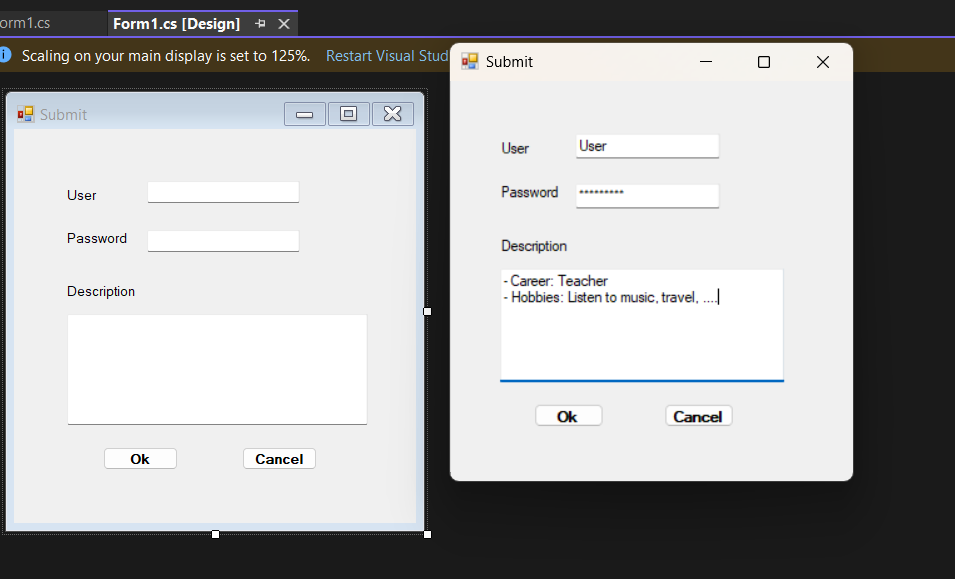 orm1.cs
Form1.cs [Design]
Scaling on your main display is set to 125%. Restart Visual Stud
Submit
User
Password
Description
Ok Cancel
Submit
User User
Password *********
Description
- Career: Teacher
- Hobbies: Listen to music, travel, ....
Ok Cancel